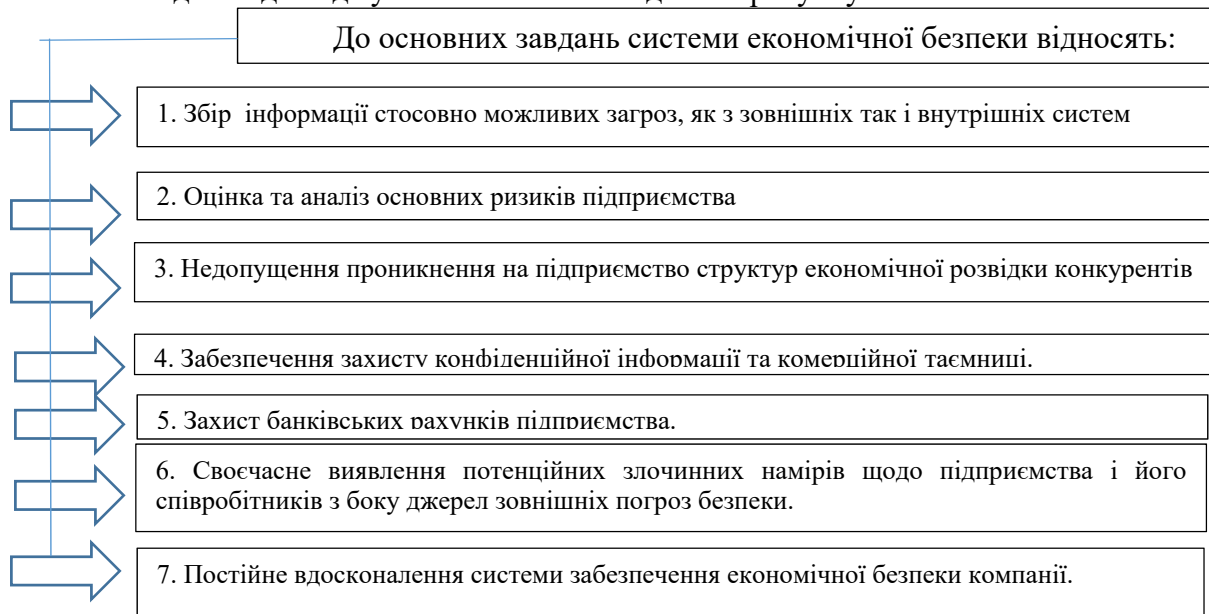 До основних завдань системи економічної безпеки відносять:
1. Збір інформації стосовно можливих загроз, як з зовнішніх так і внутрішніх систем
2. Оцінка та аналіз основних ризиків підприємства
3. Недопущення проникнення на підприємство структур економічної розвідки конкурентів
4. Забезпечення захисту конфіденційної інформації та комерційної таємниці.
5. Захист банківських рахунків підприємства.
6. Своєчасне виявлення потенційних злочинних намірів щодо підприємства і його
співробітників з боку джерел зовнішніх погроз безпеки.
7. Постійне вдосконалення системи забезпечення економічної безпеки компанії.